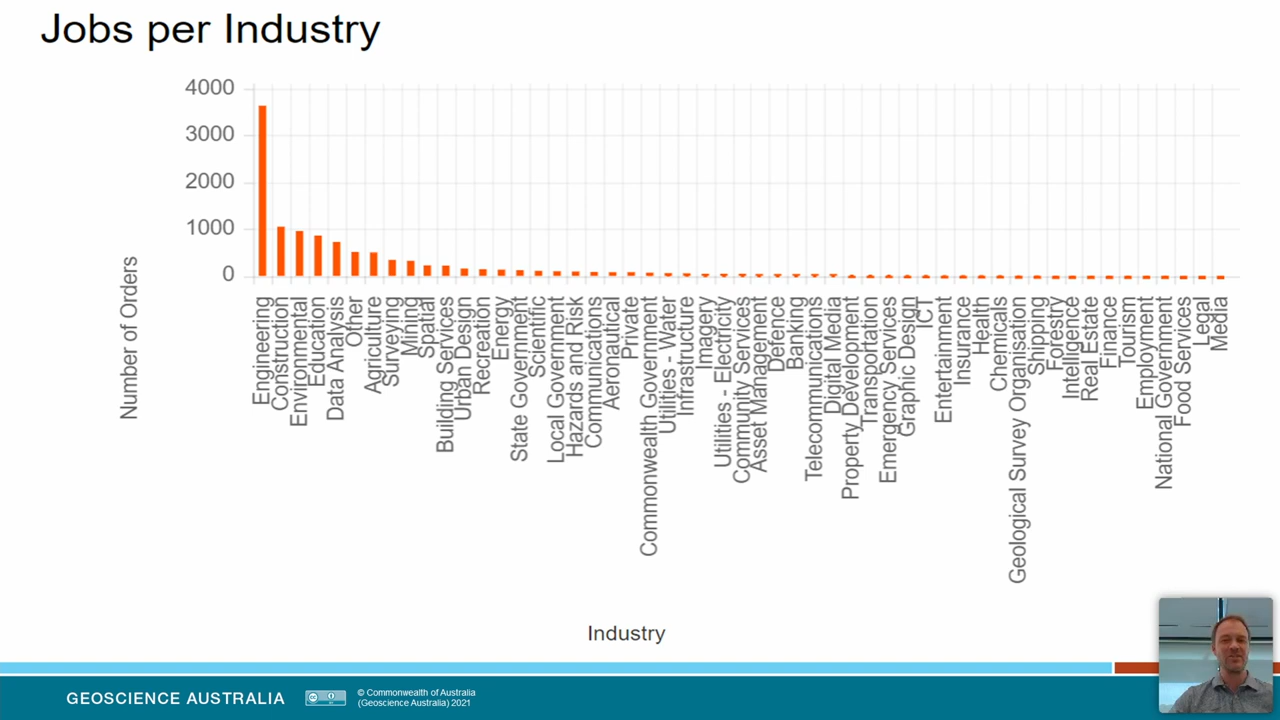 Jobs per Industry
4000
3000
2000
1000
0
Number of Orders
Engineering
Construction
Environmental
Education
Data Analysis
Other
Agriculture
Surveying
Mining
Spatial
Building Services
Urban Design
Recreation
Energy
State Government
Scientific
Local Government
Hazards and Risk
Communications
Aeronautical
Private
Commonwealth Government
Utilities - Water
Infrastructure
Imagery
Utilities - Electricity
Community Services
Asset Management
Defence
Banking
Telecommunications
Digital Media
Property Development
Transportation
Emergency Services
Graphic Design
ICT
Entertainment
Insurance
Health
Chemicals
Geological Survey Organisation
Shipping
Forestry
Intelligence
Real Estate
Finance
Tourism
Employment
National Government
Food Services
Legal
Media
Industry
GEOSCIENCE AUSTRALIA
© Commonwealth of Australia
(Geoscience Australia) 2021